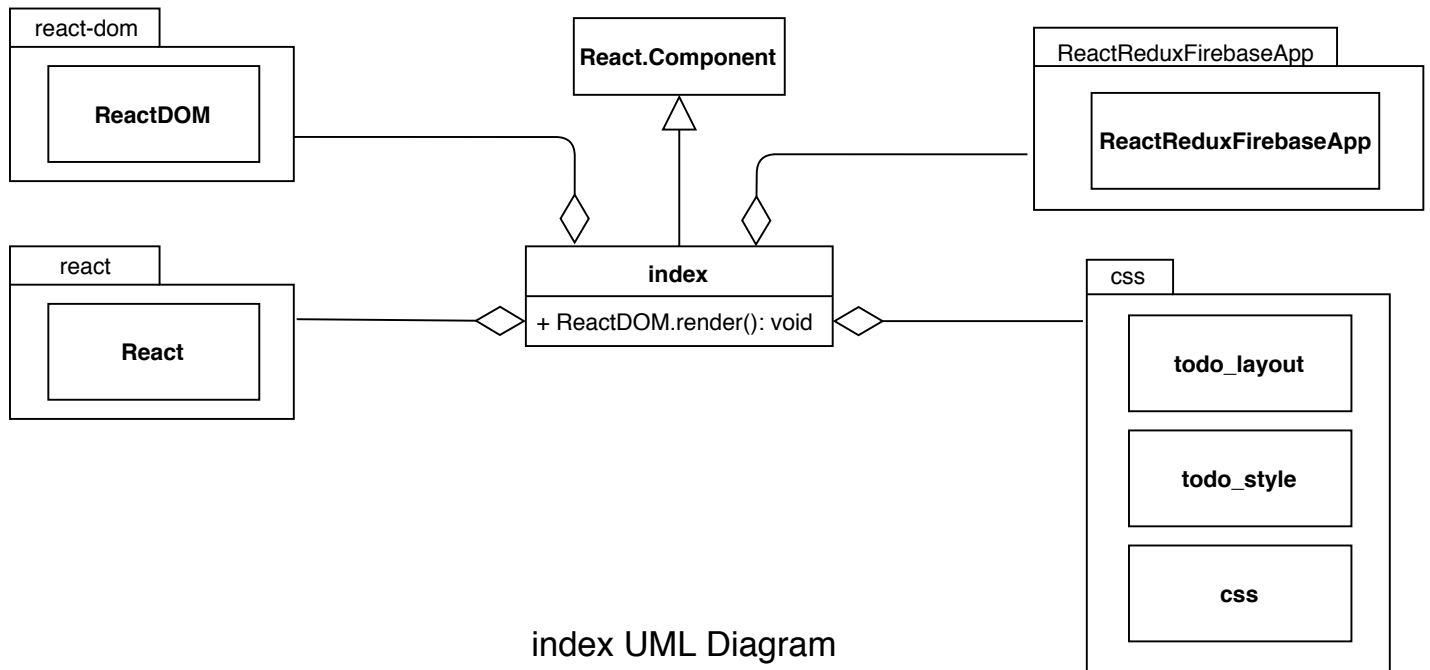 react-dom
ReactDOM
React.Component
ReactReduxFirebaseApp
ReactReduxFirebaseApp
react
React
index
+ ReactDOM.render(): void
css
todo_layout
todo_style
css
index UML Diagram